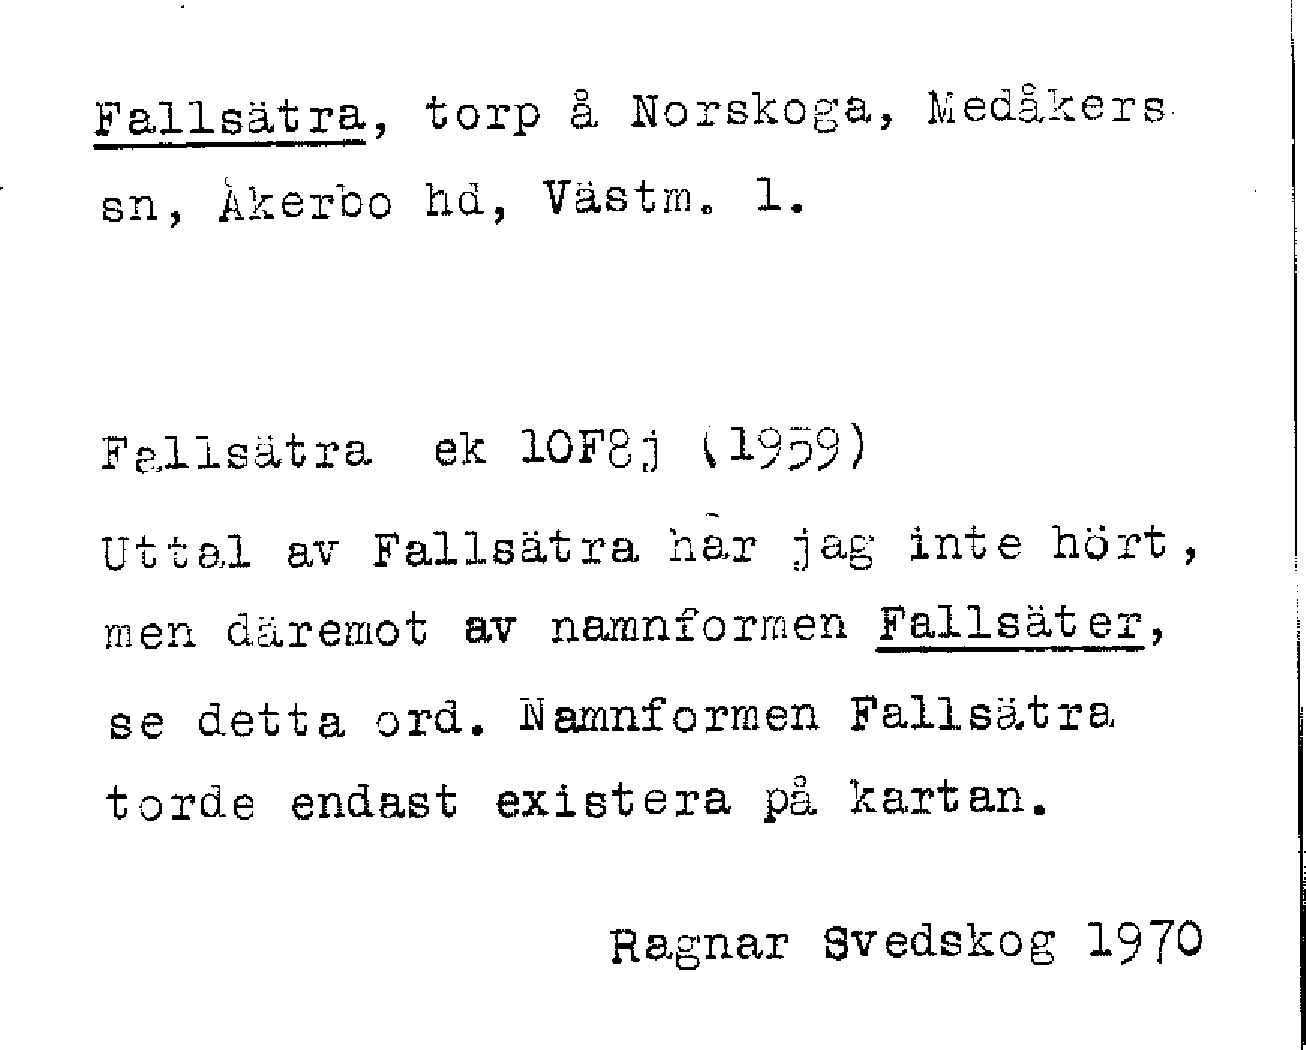 Fallsätra, torp å Norskoga, Medåkers
sn, Åkerbo hd, Västm. l.
Fallsätra ek 10F8j (1959)
Uttal av Fallsätra har jag inte hört,
men däremot av namnformen Fallsäter,
se detta ord. Namnformen Fallsätra
torde endast existera på kartan.
Ragnar Svedskog 1970